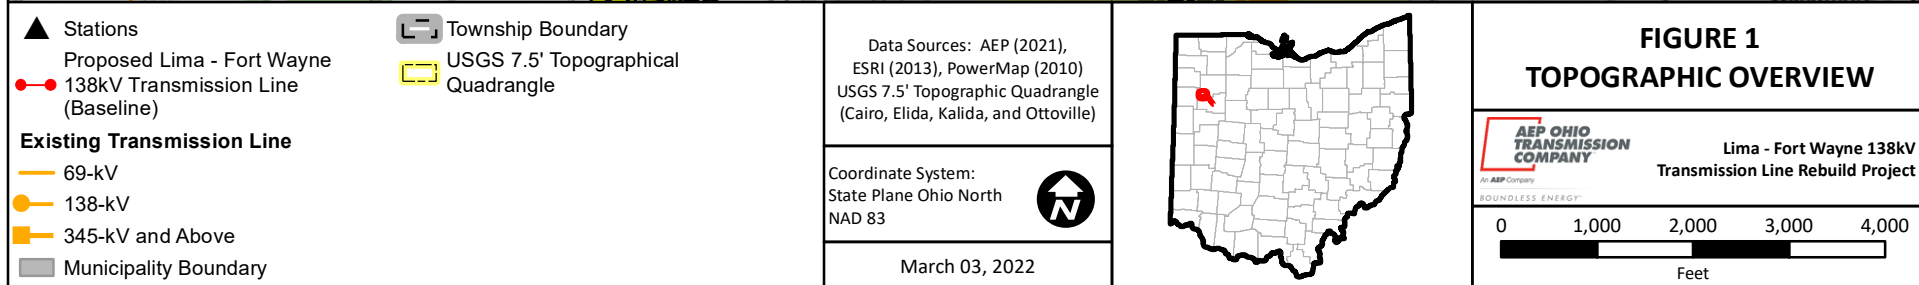 Stations
Proposed Lima - Fort Wayne
138kV Transmission Line
(Baseline)
Existing Transmission Line
69-kV
138-kV
345-kV and Above
Municipality Boundary
Township Boundary
USGS 7.5' Topographical
Quadrangle
Data Sources: AEP (2021),
ESRI (2013), PowerMap (2010)
USGS 7.5' Topographic Quadrangle
(Cairo, Elida, Kalida, and Ottoville)
Coordinate System:
State Plane Ohio North
NAD 83
N
March 03, 2022
FIGURE 1
TOPOGRAPHIC OVERVIEW
AEP OHIO
TRANSMISSION
COMPANY
An AEP Company
BOUNDLESS ENERGY
Lima - Fort Wayne 138kV
Transmission Line Rebuild Project
0 1,000 2,000 3,000 4,000
Feet